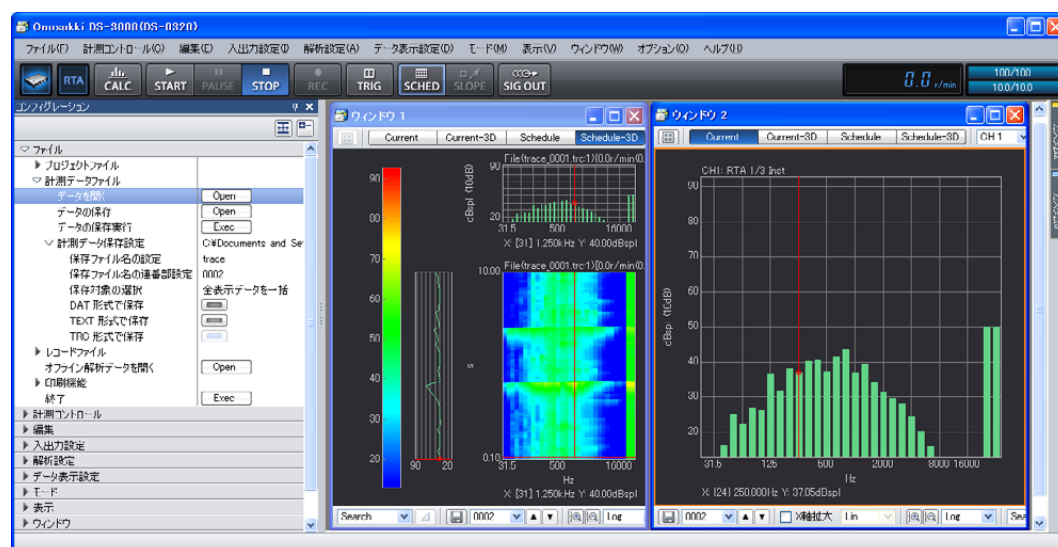 Onosokki DS-3000(DS-0320)
ファイル(F) 計測コントロール(C) 編集(E) 入出力設定(I) 解析設定(A) データ表示設定(D) モード(M) 表示(V) ウィンドウ(W) オプション(O) ヘルプ(H)
RTA CALC START PAUSE STOP REC TRIG SCHED SLOPE SIG OUT 0.0 r/min 100/100
10.0/10.0
コンフィグレーション
ファイル
プロジェクトファイル
計測データファイル
データを開く Open
データの保存 Open
データの保存実行 Exec
計測データ保存設定 C:¥Documents and Se
保存ファイル名の設定 trace
保存ファイル名の連番部設定 0002
保存対象の選択 全表示データを一括
DAT 形式で保存
TEXT 形式で保存
TRC 形式で保存
レコードファイル
オフライン解析データを開く Open
印刷機能
終了 Exec
計測コントロール
編集
入出力設定
解析設定
データ表示設定
モード
表示
ウィンドウ
ウィンドウ 1
Current Current-3D Schedule Schedule-3D
90
80
70
60
50
40
30
20
File(trace_0001.trc:1)[0.0r/min(0.
90
cBspl (10dB)
20
31.5 500 16000
X: [31] 1.250kHz Y: 40.00dBspl
File(trace_0001.trc:1)[0.0r/min(0.
10.00
s
0.10
90 20
31.5 500 16000
Hz
X: [31] 1.250kHz Y: 40.00dBspl
Search 0002 Log
ウィンドウ 2
Current Current-3D Schedule Schedule-3D CH 1
CH1: RTA 1/3 Inst
90
80
70
60
50
40
30
20
cBspl (10dB)
31.5 125 500 2000 8000 16000
Hz
X: [24] 250.000Hz Y: 37.05dBspl
0002 X軸拡大 Lin Log Sea